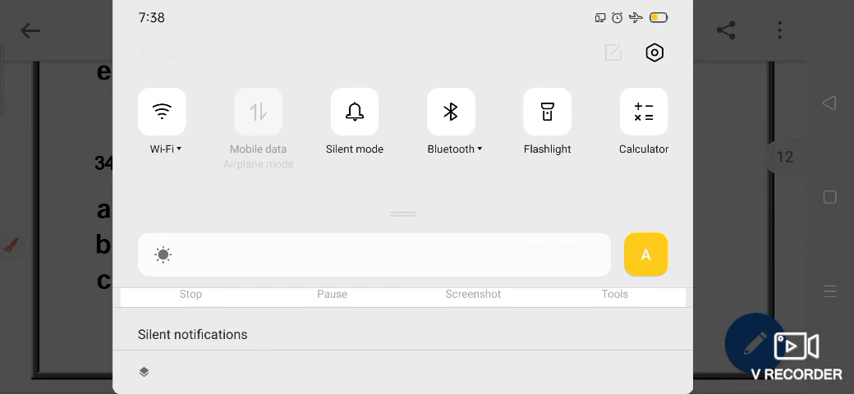 7:38
e
12
Wi-Fi
Mobile data
Airplane mode
Silent mode
Bluetooth
Flashlight
Calculator
34
a
b
c
A
Stop
Pause
Screenshot
Tools
Silent notifications
V RECORDER